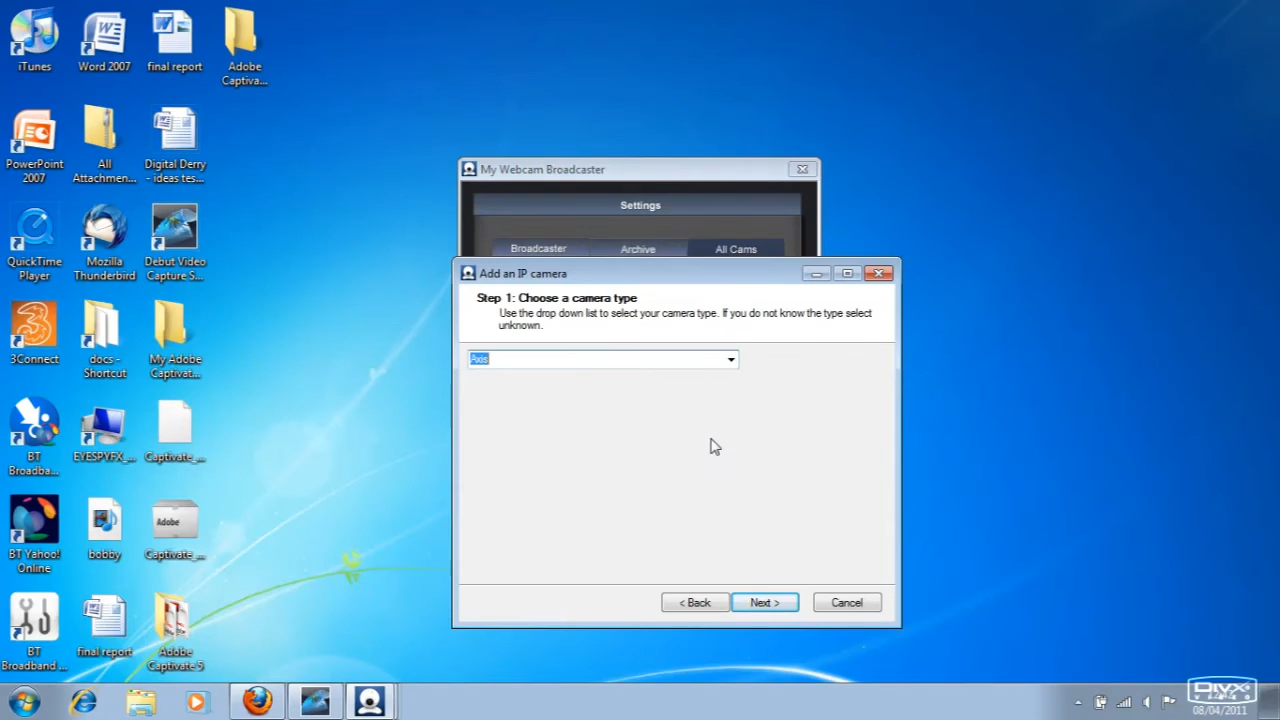 iTunes
Word 2007
final report
Adobe
Captiva...
PowerPoint
2007
All
Attachmen...
Digital Derry
- ideas tes...
QuickTime
Player
Mozilla
Thunderbird
Debut Video
Capture S...
3Connect
docs -
Shortcut
My Adobe
Captivat...
BT
Broadba...
EYESPYFX_...
Captivate_...
BT Yahoo!
Online
bobby
Adobe
Captivate_...
BT
Broadband ...
final report
Adobe
Captivate 5
My Webcam Broadcaster
Settings
Broadcaster
Archive
All Cams
Add an IP camera
Step 1: Choose a camera type
Use the drop down list to select your camera type. If you do not know the type select
unknown.
Axis
< Back
Next >
Cancel
DIVX
VIDEO
08/04/2011